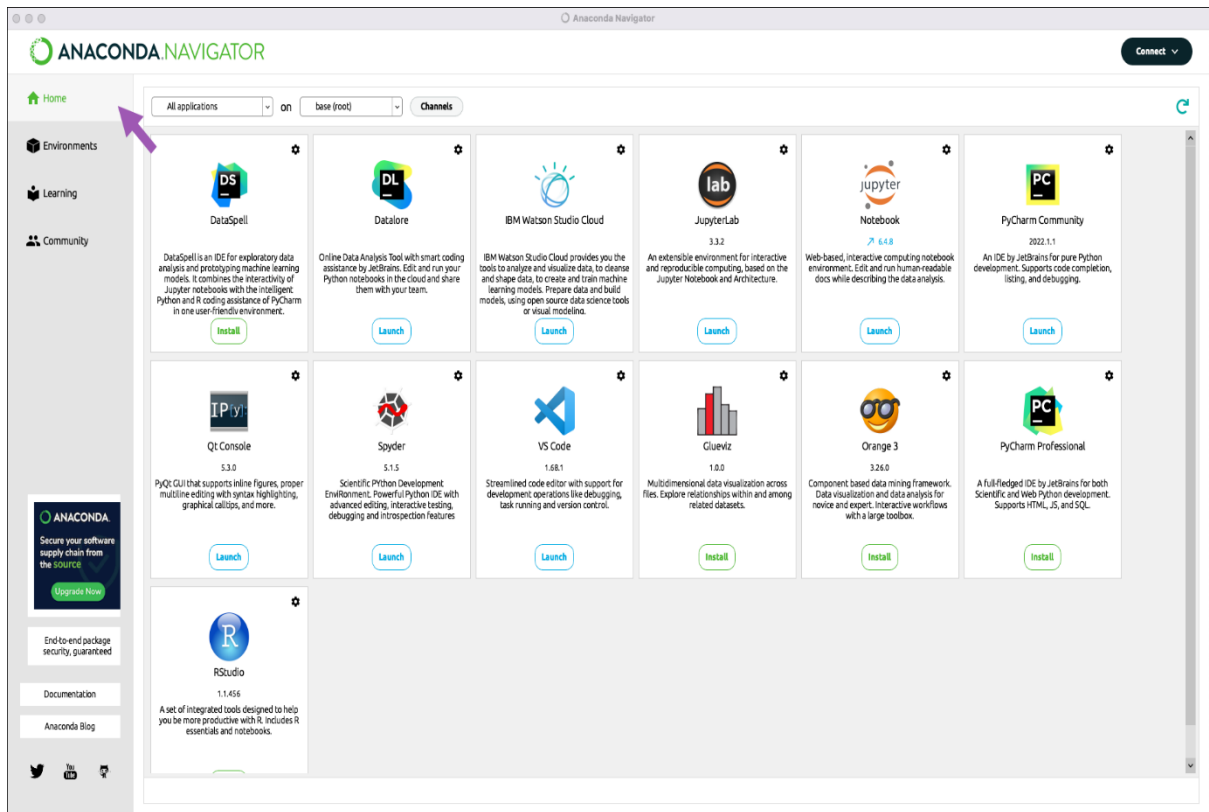 Anaconda Navigator
ANACONDA.NAVIGATOR
Connect
Home
Environments
Learning
Community
All applications
on
base (root)
Channels
DS
DataSpell
DataSpell is an IDE for exploratory data
analysis and prototyping machine learning
models. It combines the interactivity of
Jupyter notebooks with the intelligent
Python and R coding assistance of PyCharm
in one user-friendly environment.
Install
DL
Datalore
Online Data Analysis Tool with smart coding
assistance by JetBrains. Edit and run your
Python notebooks in the cloud and share
them with your team.
Launch
IBM Watson Studio Cloud
IBM Watson Studio Cloud provides you the
tools to analyze and visualize data, to cleanse
and shape data, to create and train machine
learning models. Prepare data and build
models, using open source data science tools
or visual modeling.
Launch
lab
JupyterLab
3.3.2
An extensible environment for interactive
and reproducible computing, based on the
Jupyter Notebook and Architecture.
Launch
jupyter
Notebook
6.4.8
Web-based, interactive computing notebook
environment. Edit and run human-readable
docs while describing the data analysis.
Launch
PC
PyCharm Community
2022.1.1
An IDE by JetBrains for pure Python
development. Supports code completion,
listing, and debugging.
Launch
IP[y]:
Qt Console
5.3.0
PyQt GUI that supports inline figures, proper
multiline editing with syntax highlighting,
graphical calltips, and more.
Launch
Spyder
5.1.5
Scientific PYthon Development
EnviRonment. Powerful Python IDE with
advanced editing, interactive testing,
debugging and introspection features
Launch
VS Code
1.68.1
Streamlined code editor with support for
development operations like debugging,
task running and version control.
Launch
Glueviz
1.0.0
Multidimensional data visualization across
files. Explore relationships within and among
related datasets.
Install
Orange 3
3.26.0
Component based data mining framework.
Data visualization and data analysis for
novice and expert. Interactive workflows
with a large toolbox.
Install
PC
PyCharm Professional
A full-fledged IDE by JetBrains for both
Scientific and Web Python development.
Supports HTML, JS, and SQL.
Install
R
RStudio
1.1.456
A set of integrated tools designed to help
you be more productive with R. Includes R
essentials and notebooks.
ANACONDA.
Secure your software
supply chain from
the source
Upgrade Now
End-to-end package
security, guaranteed
Documentation
Anaconda Blog
You
Tube